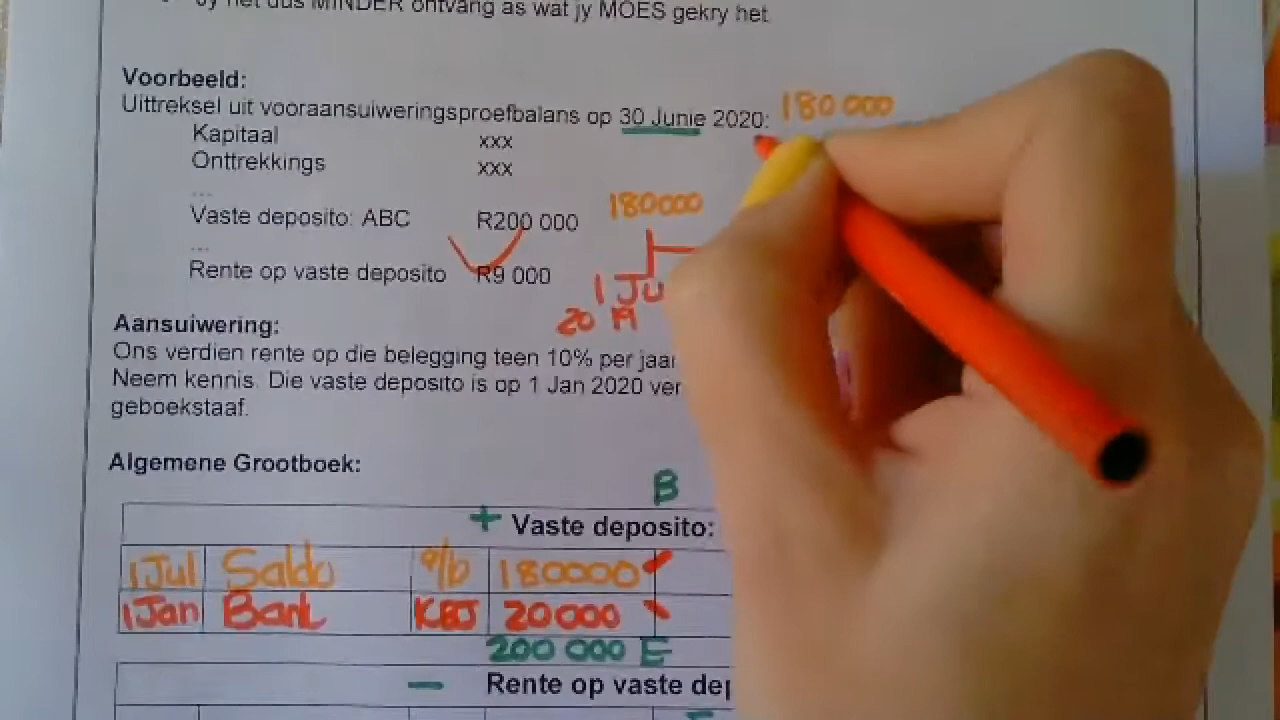 Jy het dus MINDER ontvang as wat jy MOES gekry het
Voorbeeld:
Uittreksel uit vooraansuiweringsproefbalans op 30 Junie 2020: 180 000
Kapitaal xxx
Onttrekkings xxx
...
Vaste deposito: ABC R200 000 180000
...
Rente op vaste deposito R9 000 1 Ju
2019
Aansuiwering:
Ons verdien rente op die belegging teen 10% per jaar
Neem kennis. Die vaste deposito is op 1 Jan 2020 ver
geboekstaaf.
Algemene Grootboek:
B
+ Vaste deposito:
1 Jul Saldo a/b 180000
1 Jan Bank KBJ 20000
200 000 E
− Rente op vaste dep